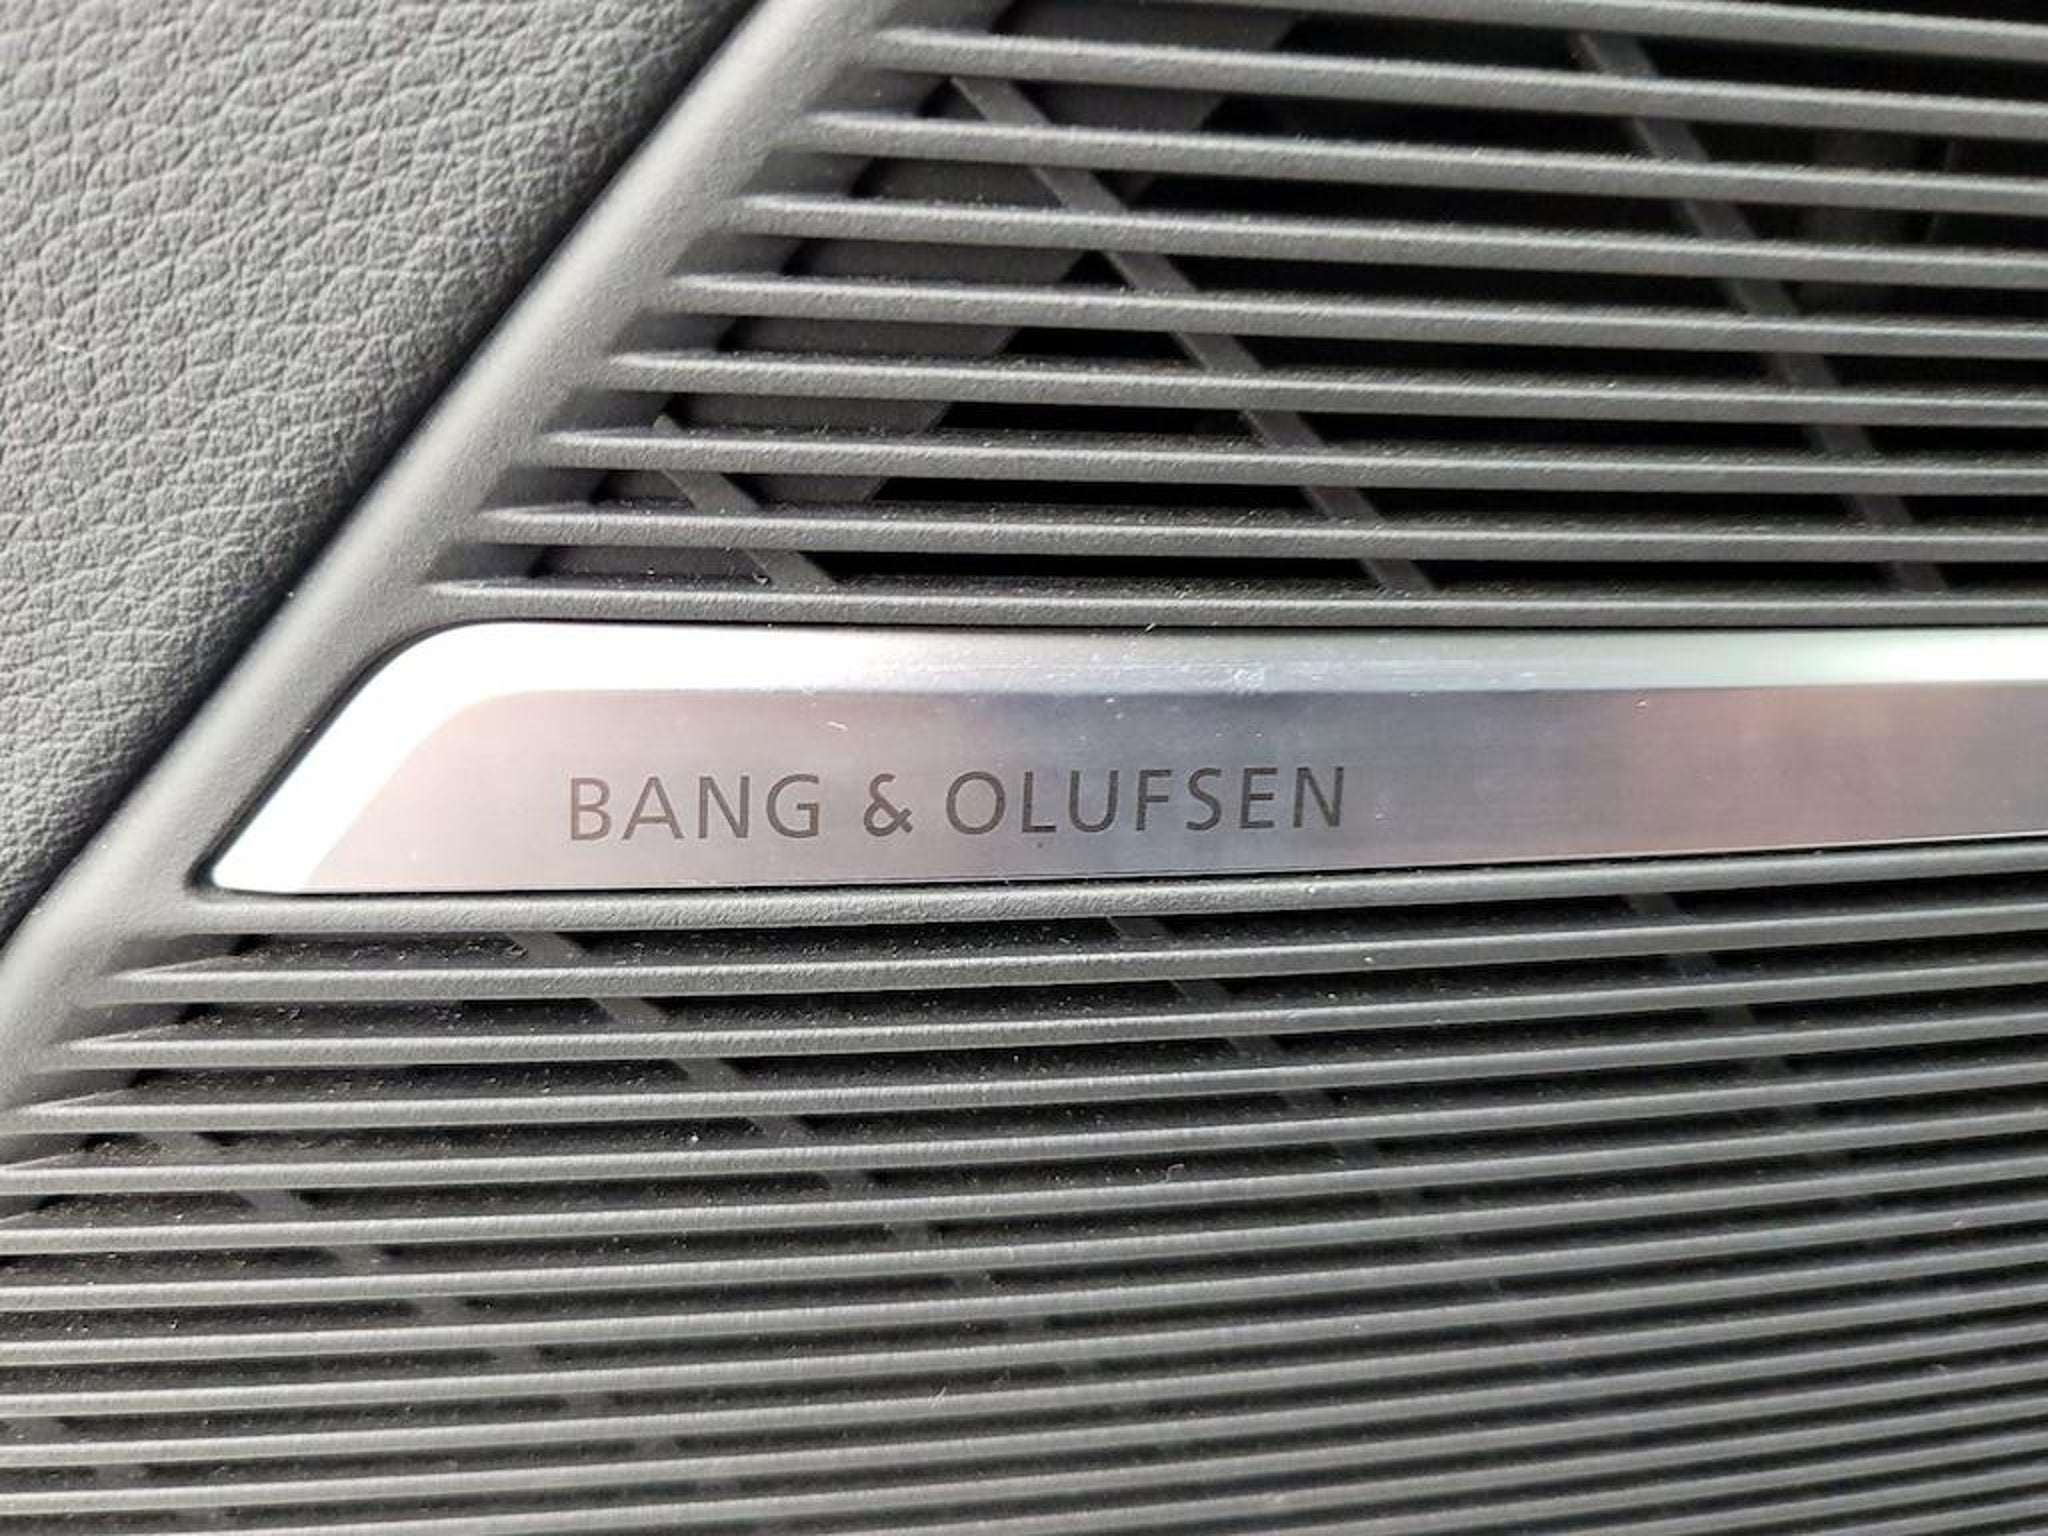 BANG & OLUFSEN